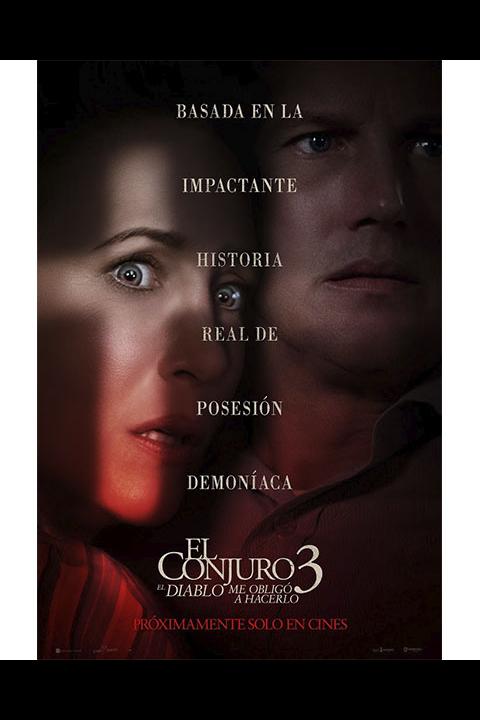 BASADA EN LA
IMPACTANTE
HISTORIA
REAL DE
POSESIÓN
DEMONÍACA
EL
CONJURO 3
EL DIABLO ME OBLIGÓ
A HACERLO
PRÓXIMAMENTE SOLO EN CINES